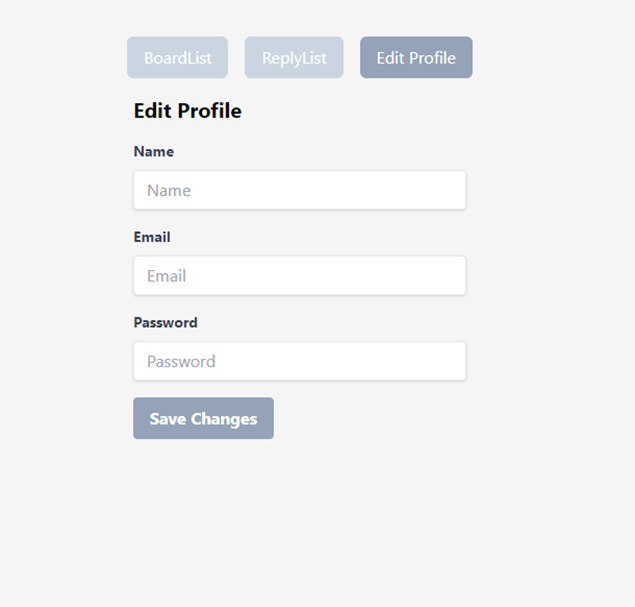 BoardList ReplyList Edit Profile
Edit Profile
Name
Name
Email
Email
Password
Password
Save Changes